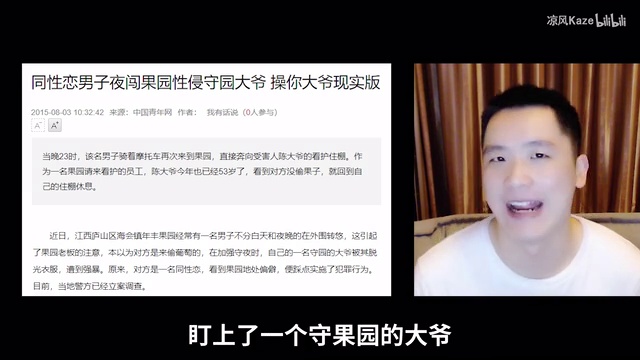 凉风Kaze bilibili
同性恋男子夜闯果园性侵守园大爷 操你大爷现实版
2015-08-03 10:32:42 来源：中国青年网 作者： 我有话说（0人参与）
A- A+
当晚23时，该名男子骑着摩托车再次来到果园，直接奔向受害人陈大爷的看护住棚。作
为一名果园请来看护的员工，陈大爷今年也已经53岁了，看到对方没偷果子，就回到自
己的住棚休息。
近日，江西庐山区海会镇年丰果园经常有一名男子不分白天和夜晚的在外围转悠，这引起
了果园老板的注意，本以为对方是来偷葡萄的，在加强守夜时，自己的一名守园的大爷被其脱
光衣服，遭到强暴。原来，对方是一名同性恋，看到果园地处偏僻，便踩点实施了犯罪行为。
目前，当地警方已经立案调查。
盯上了一个守果园的大爷